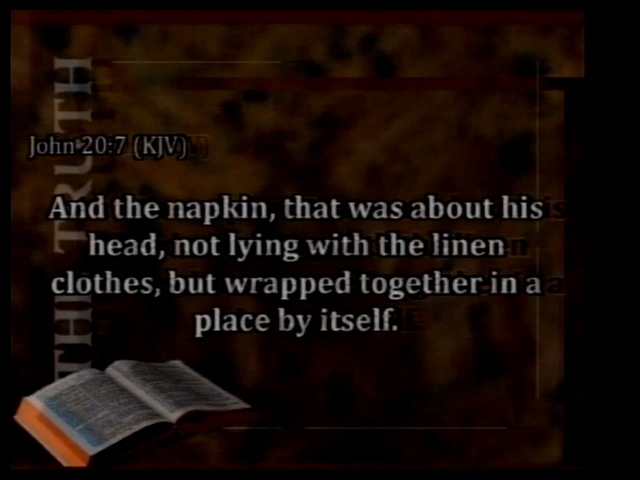 THE TRUTH
John 20:7 (KJV)
And the napkin, that was about his
head, not lying with the linen
clothes, but wrapped together in a
place by itself.